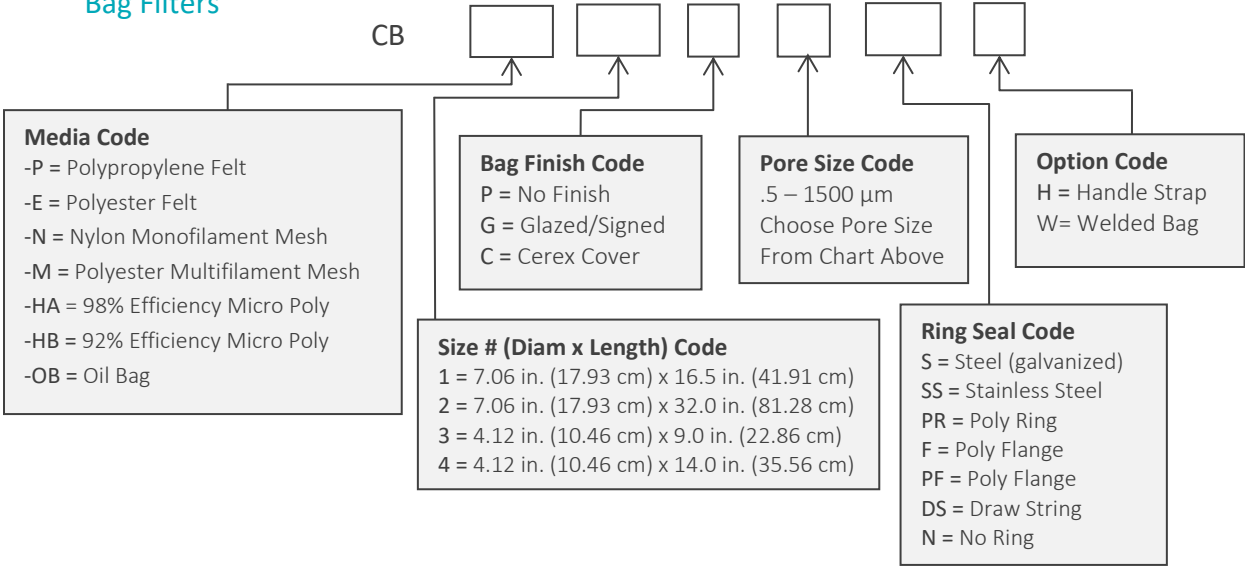 Bag Filters
CB
Media Code
-P = Polypropylene Felt
-E = Polyester Felt
-N = Nylon Monofilament Mesh
-M = Polyester Multifilament Mesh
-HA = 98% Efficiency Micro Poly
-HB = 92% Efficiency Micro Poly
-OB = Oil Bag
Size # (Diam x Length) Code
1 = 7.06 in. (17.93 cm) x 16.5 in. (41.91 cm)
2 = 7.06 in. (17.93 cm) x 32.0 in. (81.28 cm)
3 = 4.12 in. (10.46 cm) x 9.0 in. (22.86 cm)
4 = 4.12 in. (10.46 cm) x 14.0 in. (35.56 cm)
Bag Finish Code
P = No Finish
G = Glazed/Signed
C = Cerex Cover
Pore Size Code
.5 – 1500 μm
Choose Pore Size
From Chart Above
Ring Seal Code
S = Steel (galvanized)
SS = Stainless Steel
PR = Poly Ring
F = Poly Flange
PF = Poly Flange
DS = Draw String
N = No Ring
Option Code
H = Handle Strap
W= Welded Bag